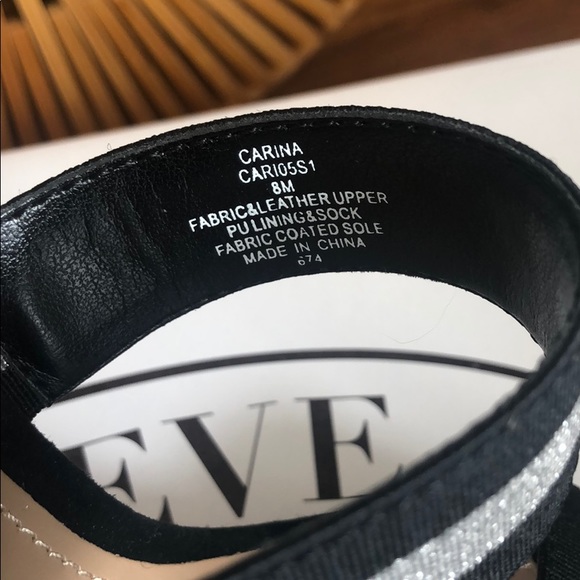 CARINA
CARI05S1
8M
FABRIC&LEATHER UPPER
PU LINING&SOCK
FABRIC COATED SOLE
MADE IN CHINA
674
EVE